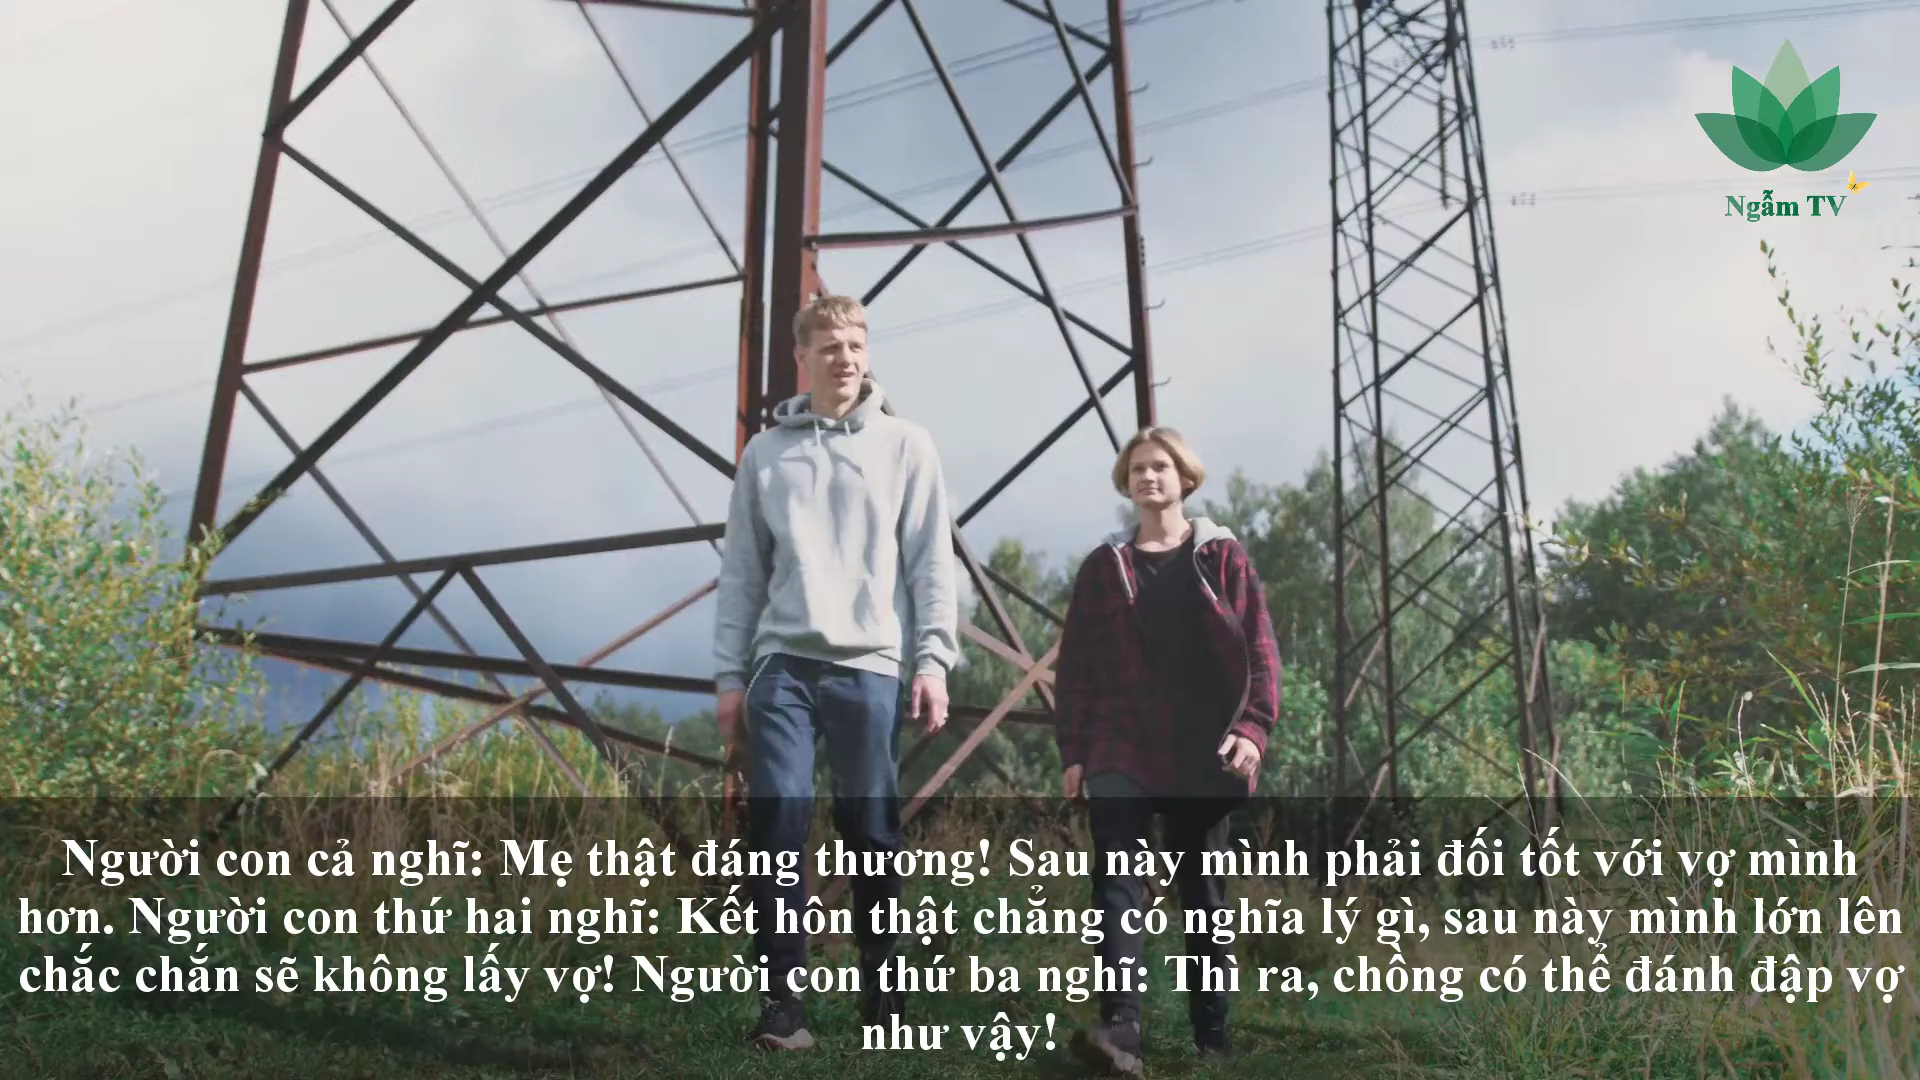 Ngẫm TV
Người con cả nghĩ: Mẹ thật đáng thương! Sau này mình phải đối tốt với vợ mình
hơn. Người con thứ hai nghĩ: Kết hôn thật chẳng có nghĩa lý gì, sau này mình lớn lên
chắc chắn sẽ không lấy vợ! Người con thứ ba nghĩ: Thì ra, chồng có thể đánh đập vợ
như vậy!